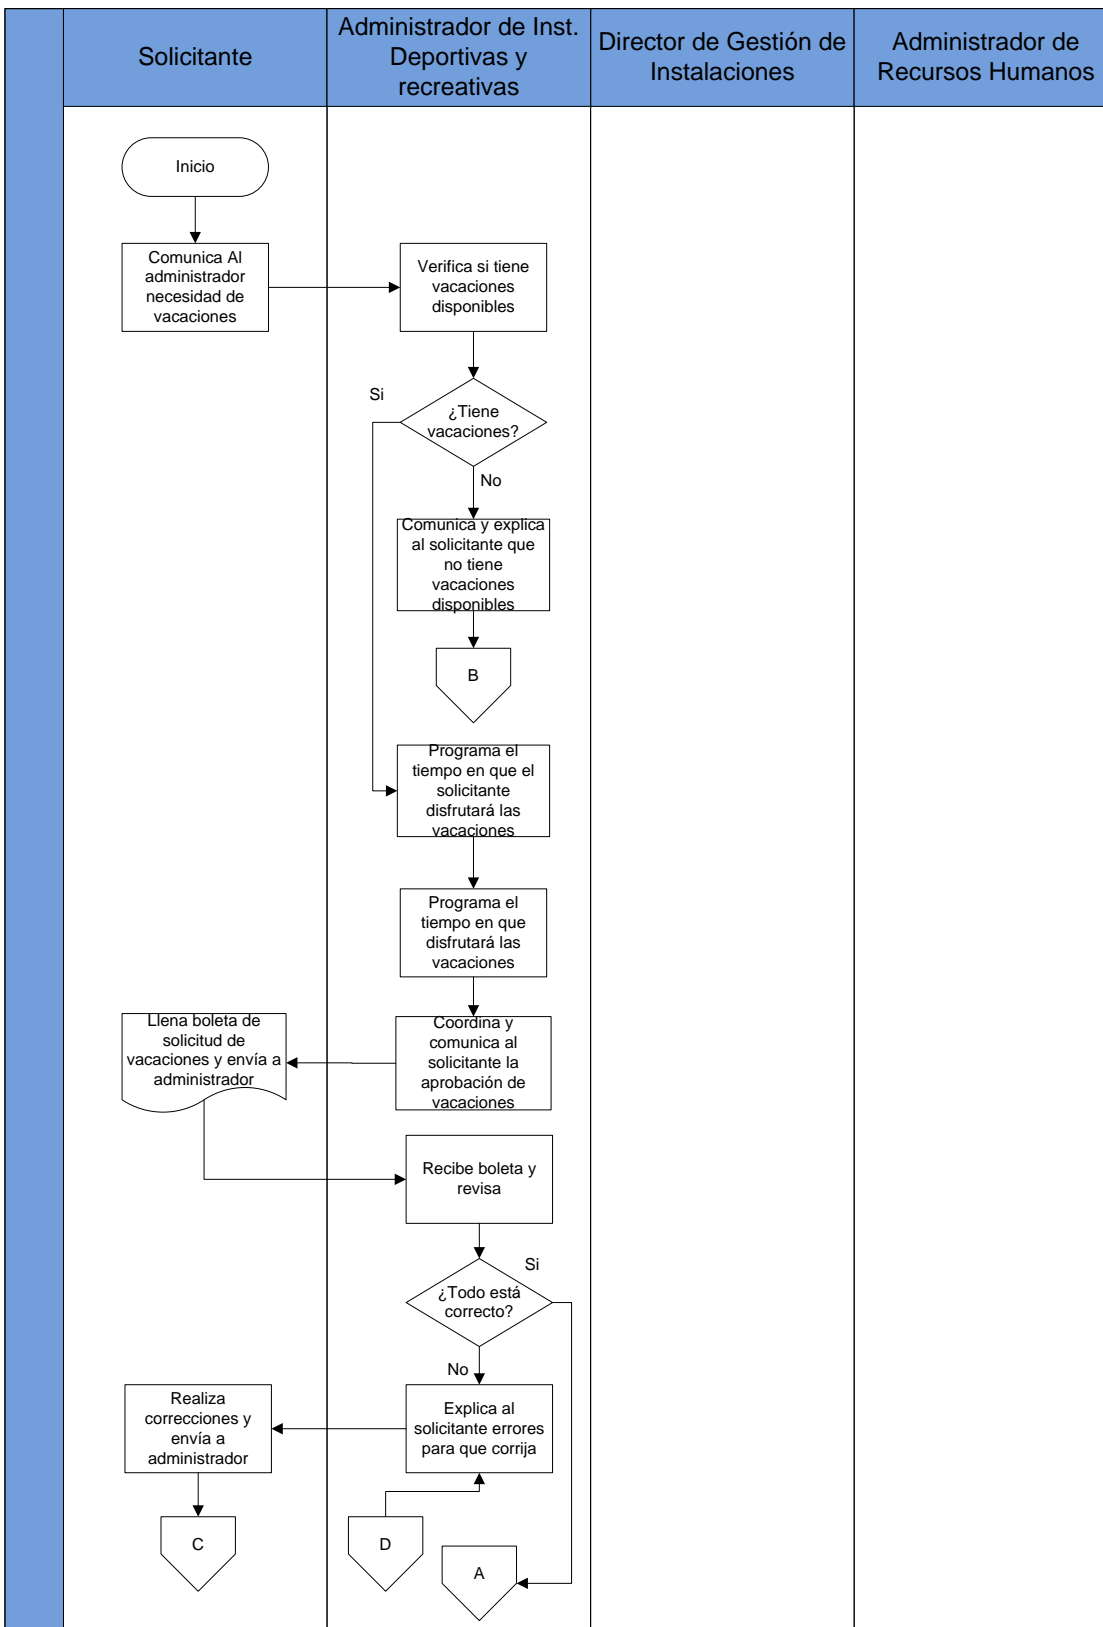 Solicitante
Administrador de Inst.
Deportivas y
recreativas
Director de Gestión de
Instalaciones
Administrador de
Recursos Humanos
Inicio
Comunica Al
administrador
necesidad de
vacaciones
Verifica si tiene
vacaciones
disponibles
Si
¿Tiene
vacaciones?
No
Comunica y explica
al solicitante que
no tiene
vacaciones
disponibles
B
Programa el
tiempo en que el
solicitante
disfrutará las
vacaciones
Programa el
tiempo en que
disfrutará las
vacaciones
Coordina y
comunica al
solicitante la
aprobación de
vacaciones
Llena boleta de
solicitud de
vacaciones y envía a
administrador
Recibe boleta y
revisa
Si
¿Todo está
correcto?
No
Explica al
solicitante errores
para que corrija
Realiza
correcciones y
envía a
administrador
C
D
A